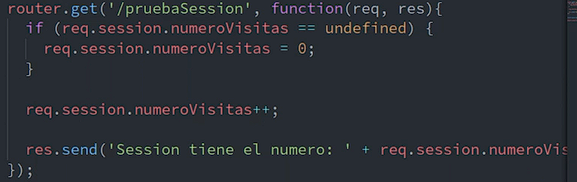 router.get('/pruebaSession', function(req, res){
  if (req.session.numeroVisitas == undefined) {
    req.session.numeroVisitas = 0;
  }

  req.session.numeroVisitas++;

  res.send('Session tiene el numero: ' + req.session.numeroVis
});